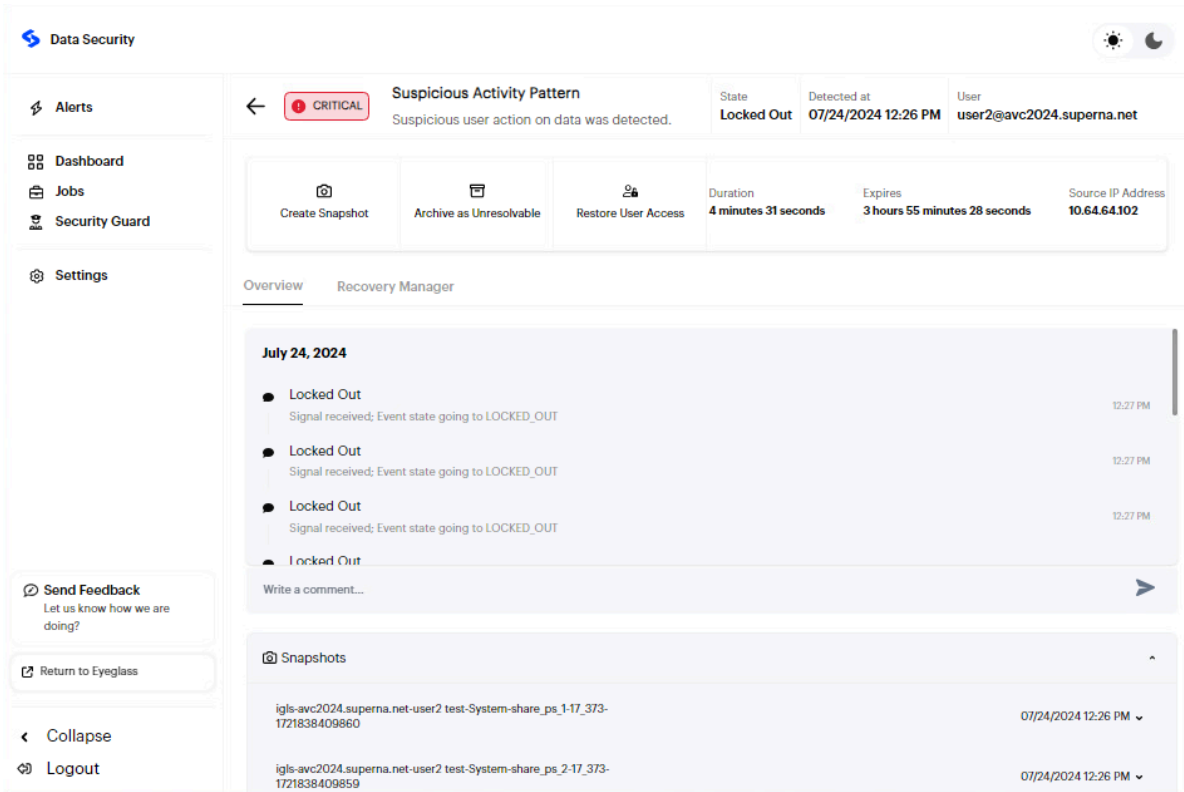 Data Security
Alerts
Dashboard
Jobs
Security Guard
Settings
Send Feedback
Let us know how we are
doing?
Return to Eyeglass
Collapse
Logout
CRITICAL
Suspicious Activity Pattern
Suspicious user action on data was detected.
State
Locked Out
Detected at
07/24/2024 12:26 PM
User
user2@avc2024.superna.net
Create Snapshot
Archive as Unresolvable
Restore User Access
Duration
4 minutes 31 seconds
Expires
3 hours 55 minutes 28 seconds
Source IP Address
10.64.64.102
Overview
Recovery Manager
July 24, 2024
Locked Out
Signal received; Event state going to LOCKED_OUT
12:27 PM
Locked Out
Signal received; Event state going to LOCKED_OUT
12:27 PM
Locked Out
Signal received; Event state going to LOCKED_OUT
12:27 PM
Locked Out
Write a comment...
Snapshots
igls-avc2024.superna.net-user2 test-System-share_ps_1-17_373-
1721838409860
07/24/2024 12:26 PM
igls-avc2024.superna.net-user2 test-System-share_ps_2-17_373-
1721838409859
07/24/2024 12:26 PM